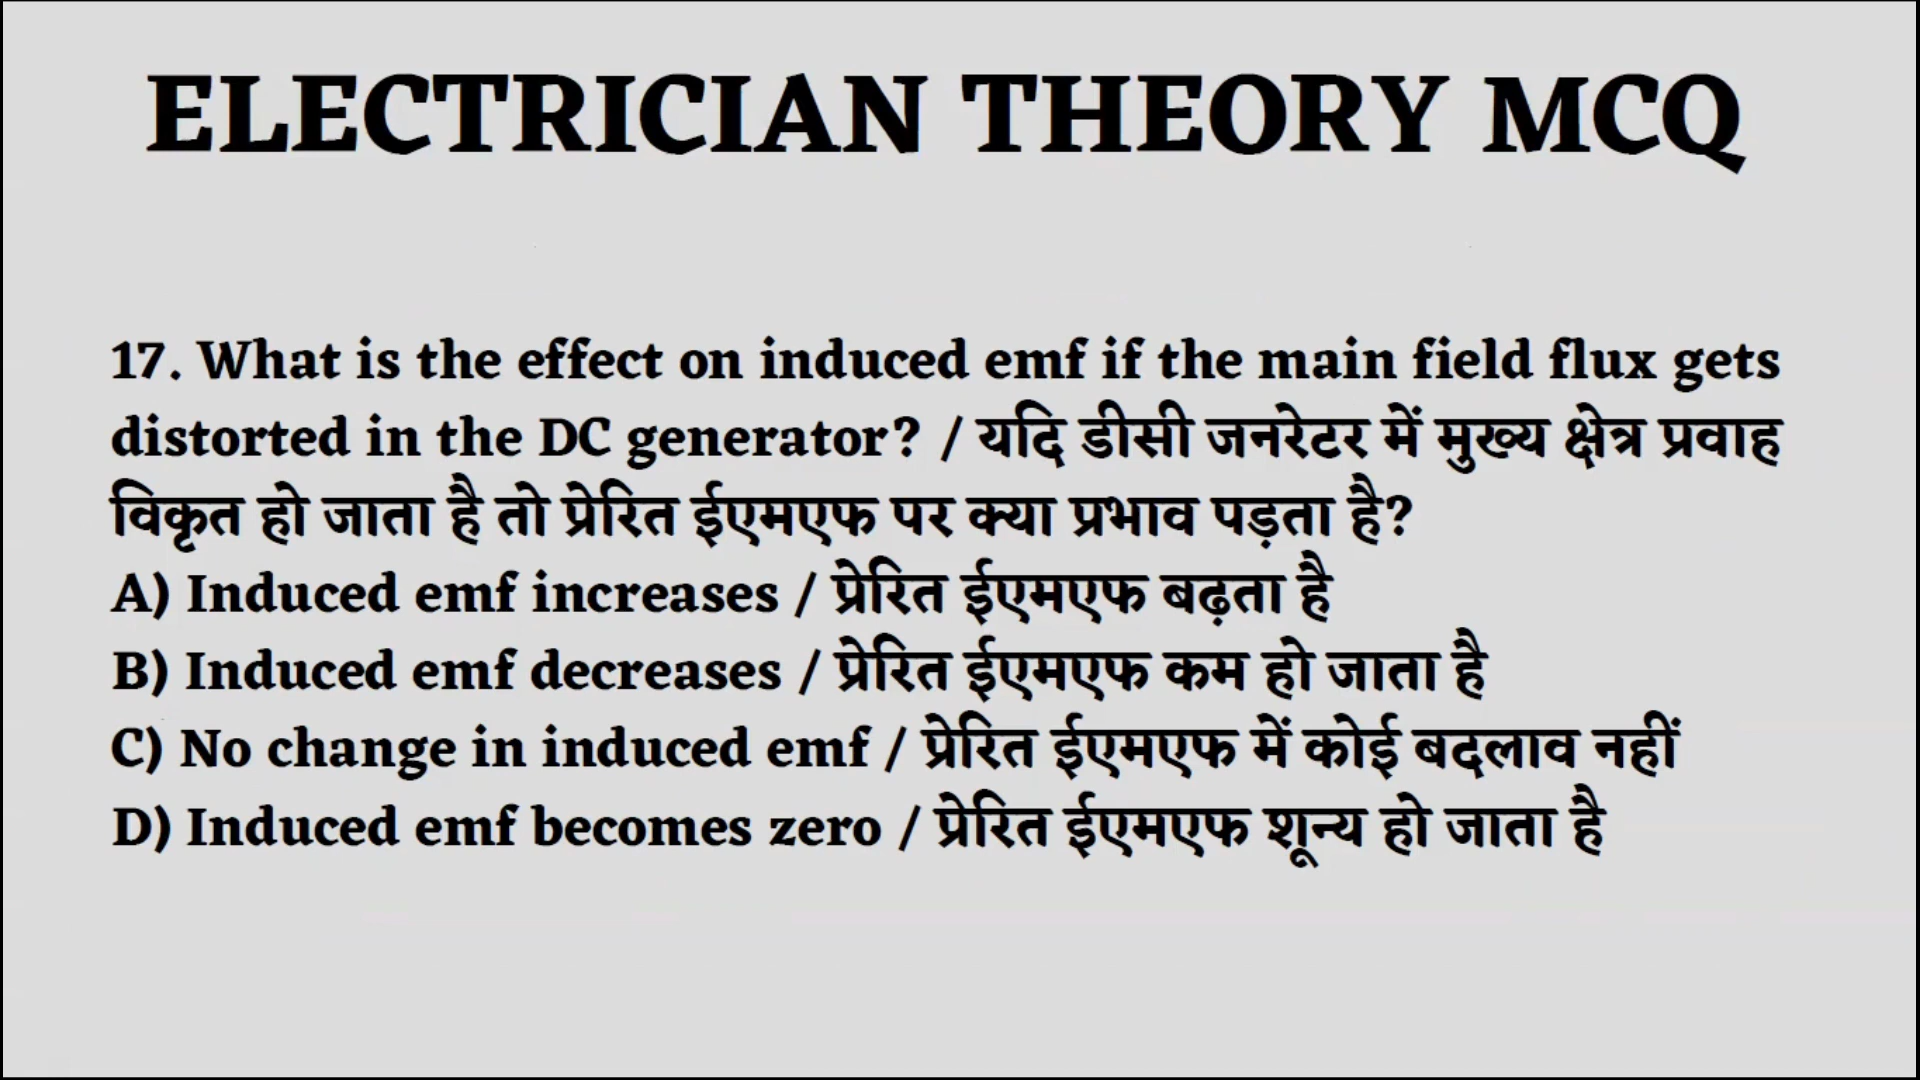 ELECTRICIAN THEORY MCQ
17. What is the effect on induced emf if the main field flux gets
distorted in the DC generator? / यदि डीसी जनरेटर में मुख्य क्षेत्र प्रवाह
विकृत हो जाता है तो प्रेरित ईएमएफ पर क्या प्रभाव पड़ता है?
A) Induced emf increases / प्रेरित ईएमएफ बढ़ता है
B) Induced emf decreases / प्रेरित ईएमएफ कम हो जाता है
C) No change in induced emf / प्रेरित ईएमएफ में कोई बदलाव नहीं
D) Induced emf becomes zero / प्रेरित ईएमएफ शून्य हो जाता है